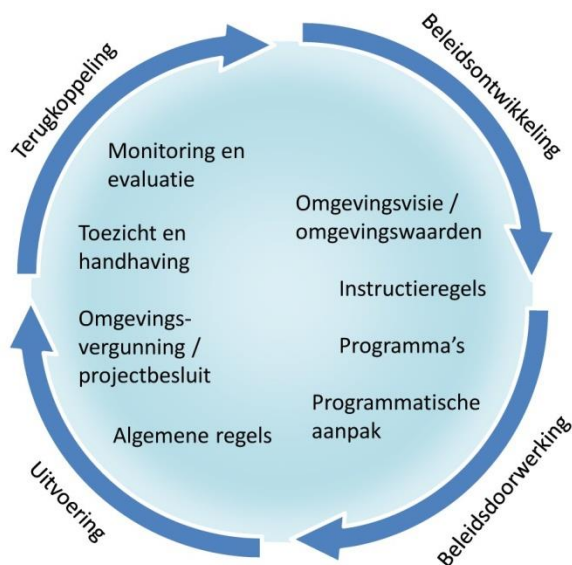 Terugkoppeling
Beleidsontwikkeling
Monitoring en
evaluatie
Omgevingsvisie /
omgevingswaarden
Toezicht en
handhaving
Instructieregels
Omgevings-
vergunning /
projectbesluit
Programma's
Programmatische
aanpak
Algemene regels
Uitvoering
Beleidsdoorwerking